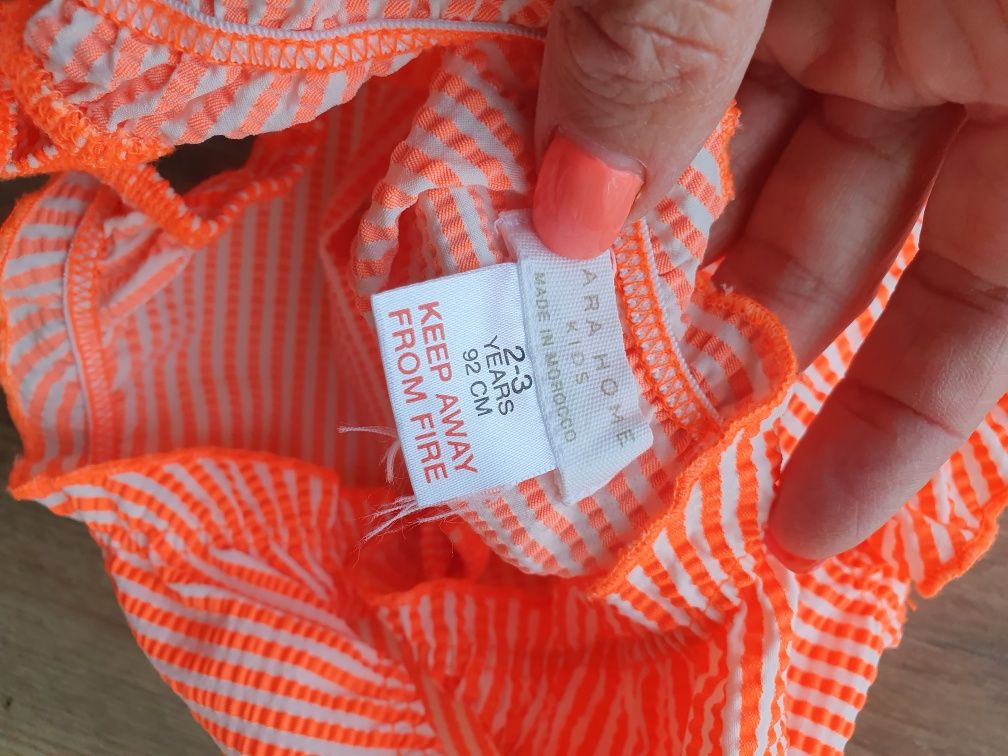 ARA HOME
KIDS
MADE IN MOROCCO
2-3
YEARS
92 CM
KEEP AWAY
FROM FIRE